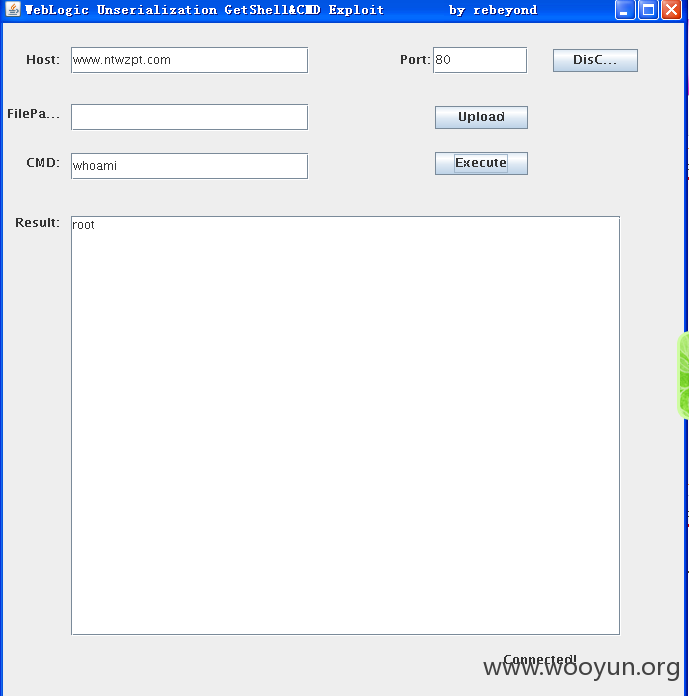 WebLogic Unserialization GetShell&CMD Exploit by rebeyond
Host: www.ntwzpt.com Port: 80 DisC...
FilePa... Upload
CMD: whoami Execute
Result: root
Connected!
www.wooyun.org